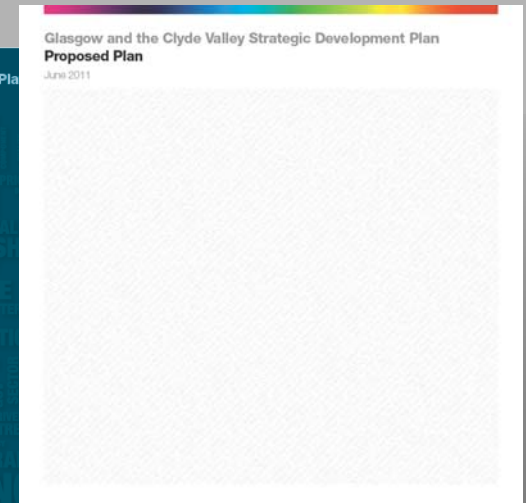 Glasgow and the Clyde Valley Strategic Development Plan
Proposed Plan
June 2011
Pla